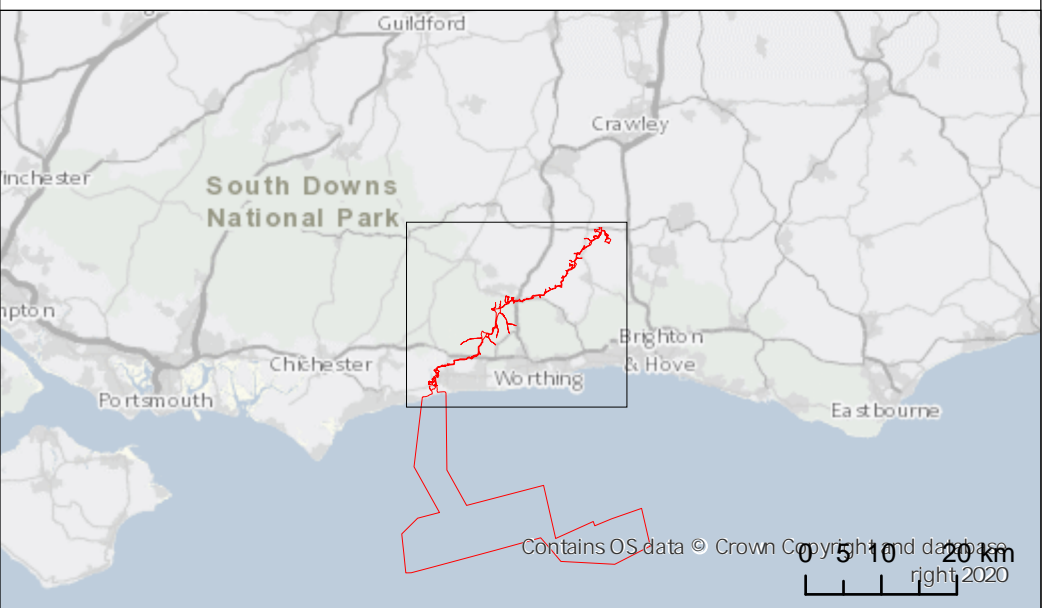 Guildford
Crawley
inchester
South Downs
National Park
mpton
Brighton
& Hove
Chichester
Worthing
Portsmouth
Eastbourne
Contains OS data © Crown Copyright and database
right 2020
0 5 10 20 km